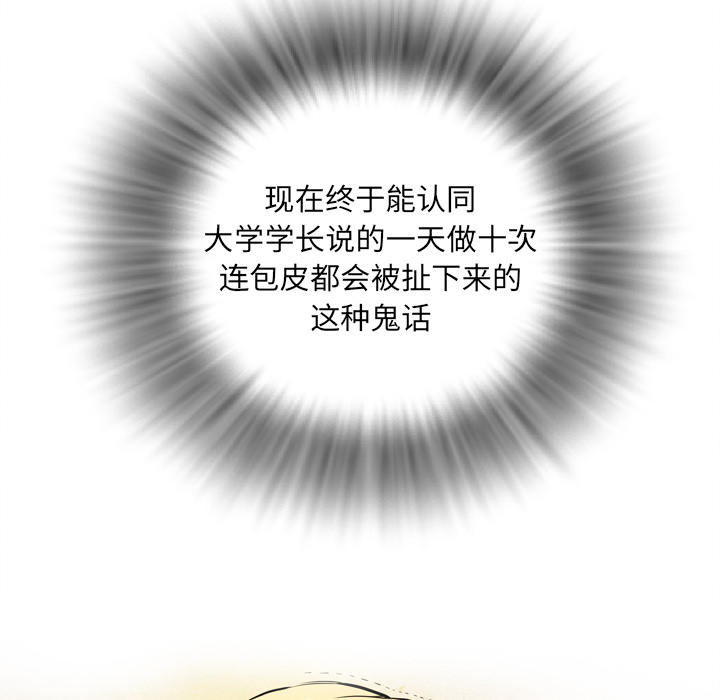 现在终于能认同
大学学长说的一天做十次
连包皮都会被扯下来的
这种鬼话